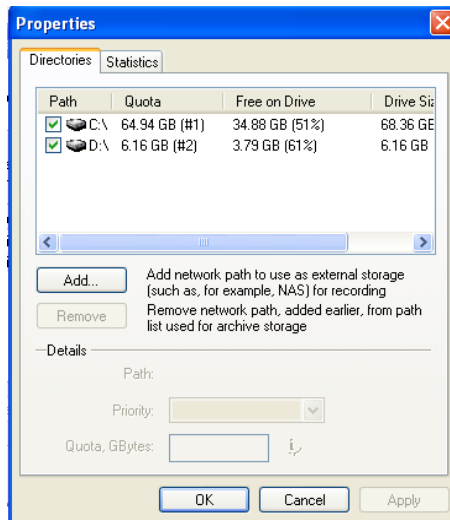 Properties
Directories Statistics
Path Quota Free on Drive Drive Siz
C:\ 64.94 GB (#1) 34.88 GB (51%) 68.36 GE
D:\ 6.16 GB (#2) 3.79 GB (61%) 6.16 GB
Add... Add network path to use as external storage
(such as, for example, NAS) for recording
Remove Remove network path, added earlier, from path
list used for archive storage
Details
Path:
Priority:
Quota, GBytes:
OK Cancel Apply